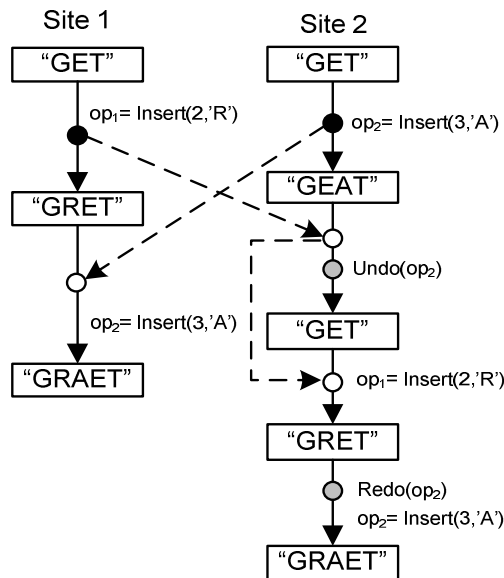 Site 1
“GET”
op1= Insert(2,’R’)
“GRET”
op2= Insert(3,’A’)
“GRAET”
Site 2
“GET”
op2= Insert(3,’A’)
“GEAT”
Undo(op2)
“GET”
op1= Insert(2,’R’)
“GRET”
Redo(op2)
op2= Insert(3,’A’)
“GRAET”